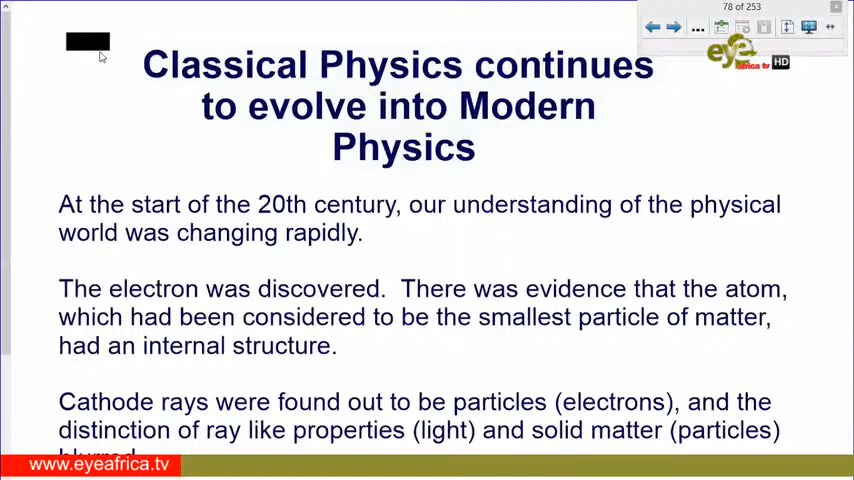 78 of 253
...
eye
africa tv HD
Classical Physics continues
to evolve into Modern
Physics
At the start of the 20th century, our understanding of the physical
world was changing rapidly.
The electron was discovered.  There was evidence that the atom,
which had been considered to be the smallest particle of matter,
had an internal structure.
Cathode rays were found out to be particles (electrons), and the
distinction of ray like properties (light) and solid matter (particles)
blurred
www.eyeafrica.tv